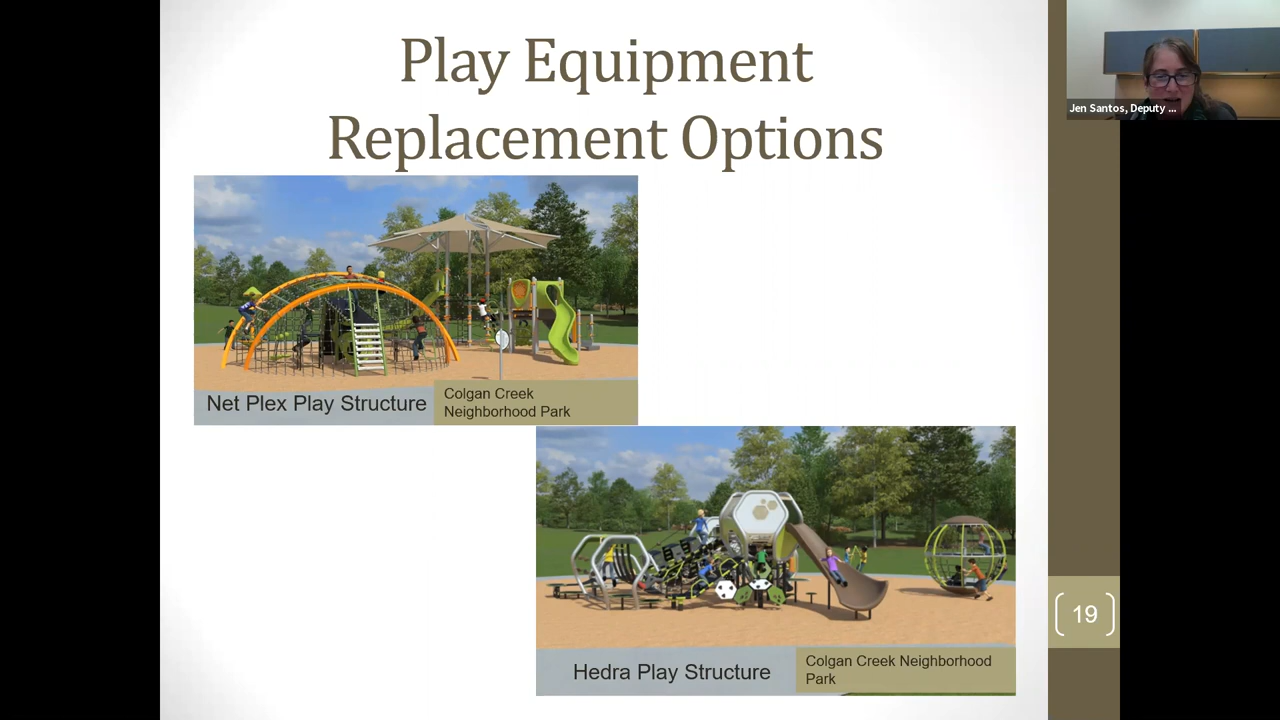 Play Equipment
Replacement Options
Jen Santos, Deputy ...
Net Plex Play Structure
Colgan Creek
Neighborhood Park
Hedra Play Structure
Colgan Creek Neighborhood
Park
19